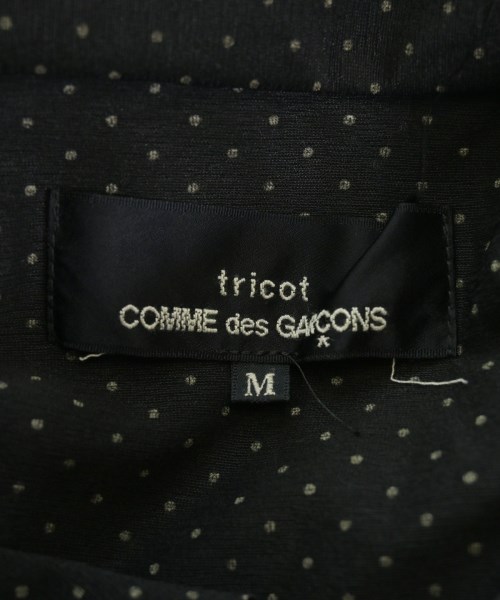 tricot
COMME des GARÇONS
*
M